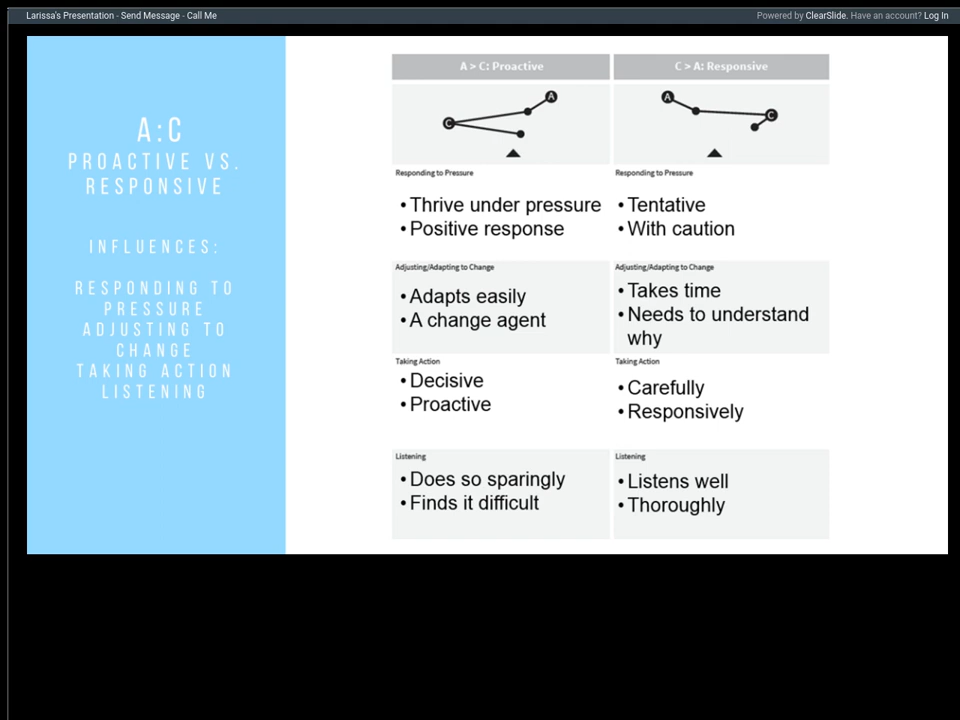 Larissa's Presentation - Send Message - Call Me
Powered by ClearSlide. Have an account? Log In
A:C
PROACTIVE VS.
RESPONSIVE
INFLUENCES:
RESPONDING TO
PRESSURE
ADJUSTING TO
CHANGE
TAKING ACTION
LISTENING
A > C: Proactive
C > A: Responsive
A
C
A
C
Responding to Pressure
• Thrive under pressure
• Positive response
Responding to Pressure
• Tentative
• With caution
Adjusting/Adapting to Change
• Adapts easily
• A change agent
Adjusting/Adapting to Change
• Takes time
• Needs to understand
why
Taking Action
• Decisive
• Proactive
Taking Action
• Carefully
• Responsively
Listening
• Does so sparingly
• Finds it difficult
Listening
• Listens well
• Thoroughly